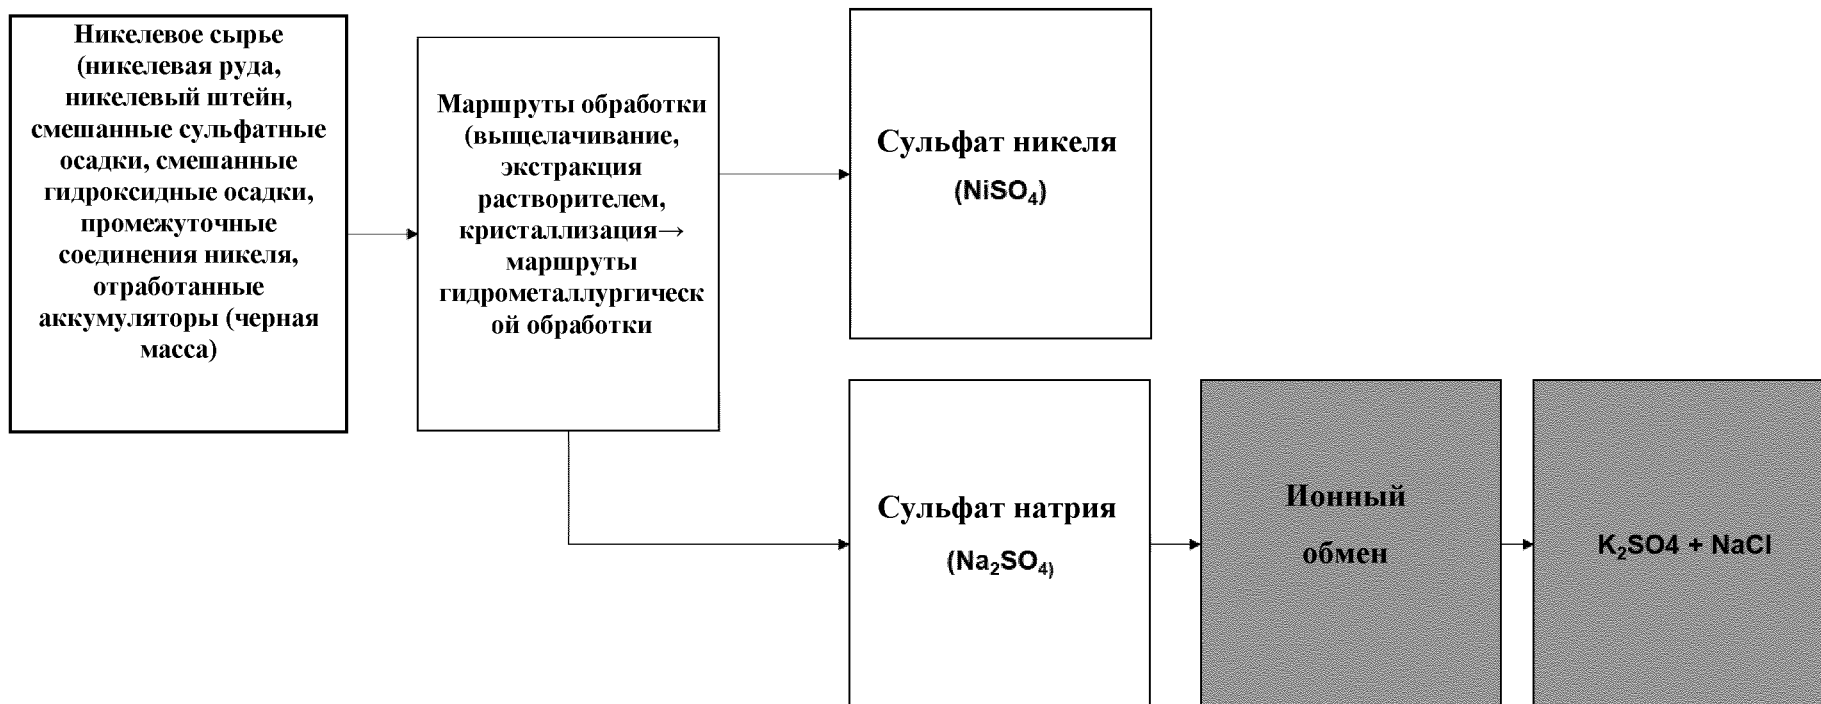 Никелевое сырье
(никелевая руда,
никелевый штейн,
смешанные сульфатные
осадки, смешанные
гидроксидные осадки,
промежуточные
соединения никеля,
отработанные
аккумуляторы (черная
масса)
Маршруты обработки
(выщелачивание,
экстракция
растворителем,
кристаллизация→
маршруты
гидрометаллургическ
ой обработки
Сульфат никеля
(NiSO₄)
Сульфат натрия
(Na₂SO₄)
Ионный
обмен
K₂SO4 + NaCl